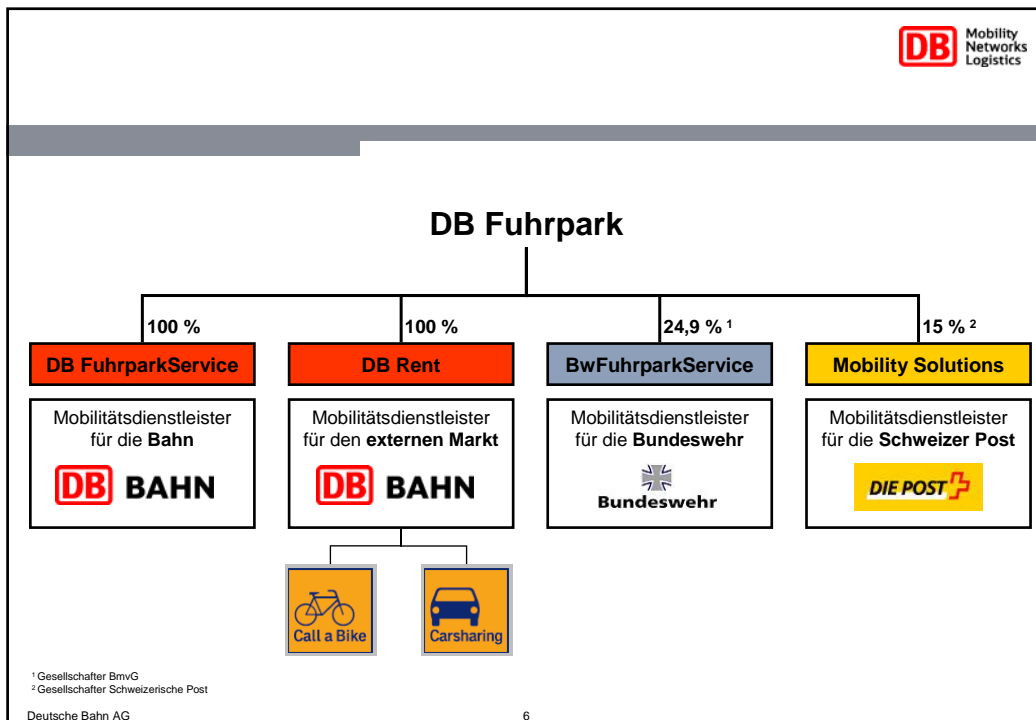 DB Mobility
Networks
Logistics
DB Fuhrpark
100 %
100 %
24,9 % ¹
15 % ²
DB FuhrparkService
DB Rent
BwFuhrparkService
Mobility Solutions
Mobilitätsdienstleister
für die Bahn
DB BAHN
Mobilitätsdienstleister
für den externen Markt
DB BAHN
Mobilitätsdienstleister
für die Bundeswehr
Bundeswehr
Mobilitätsdienstleister
für die Schweizer Post
DIE POST
Call a Bike
Carsharing
¹ Gesellschafter BmvG
² Gesellschafter Schweizerische Post
Deutsche Bahn AG
6